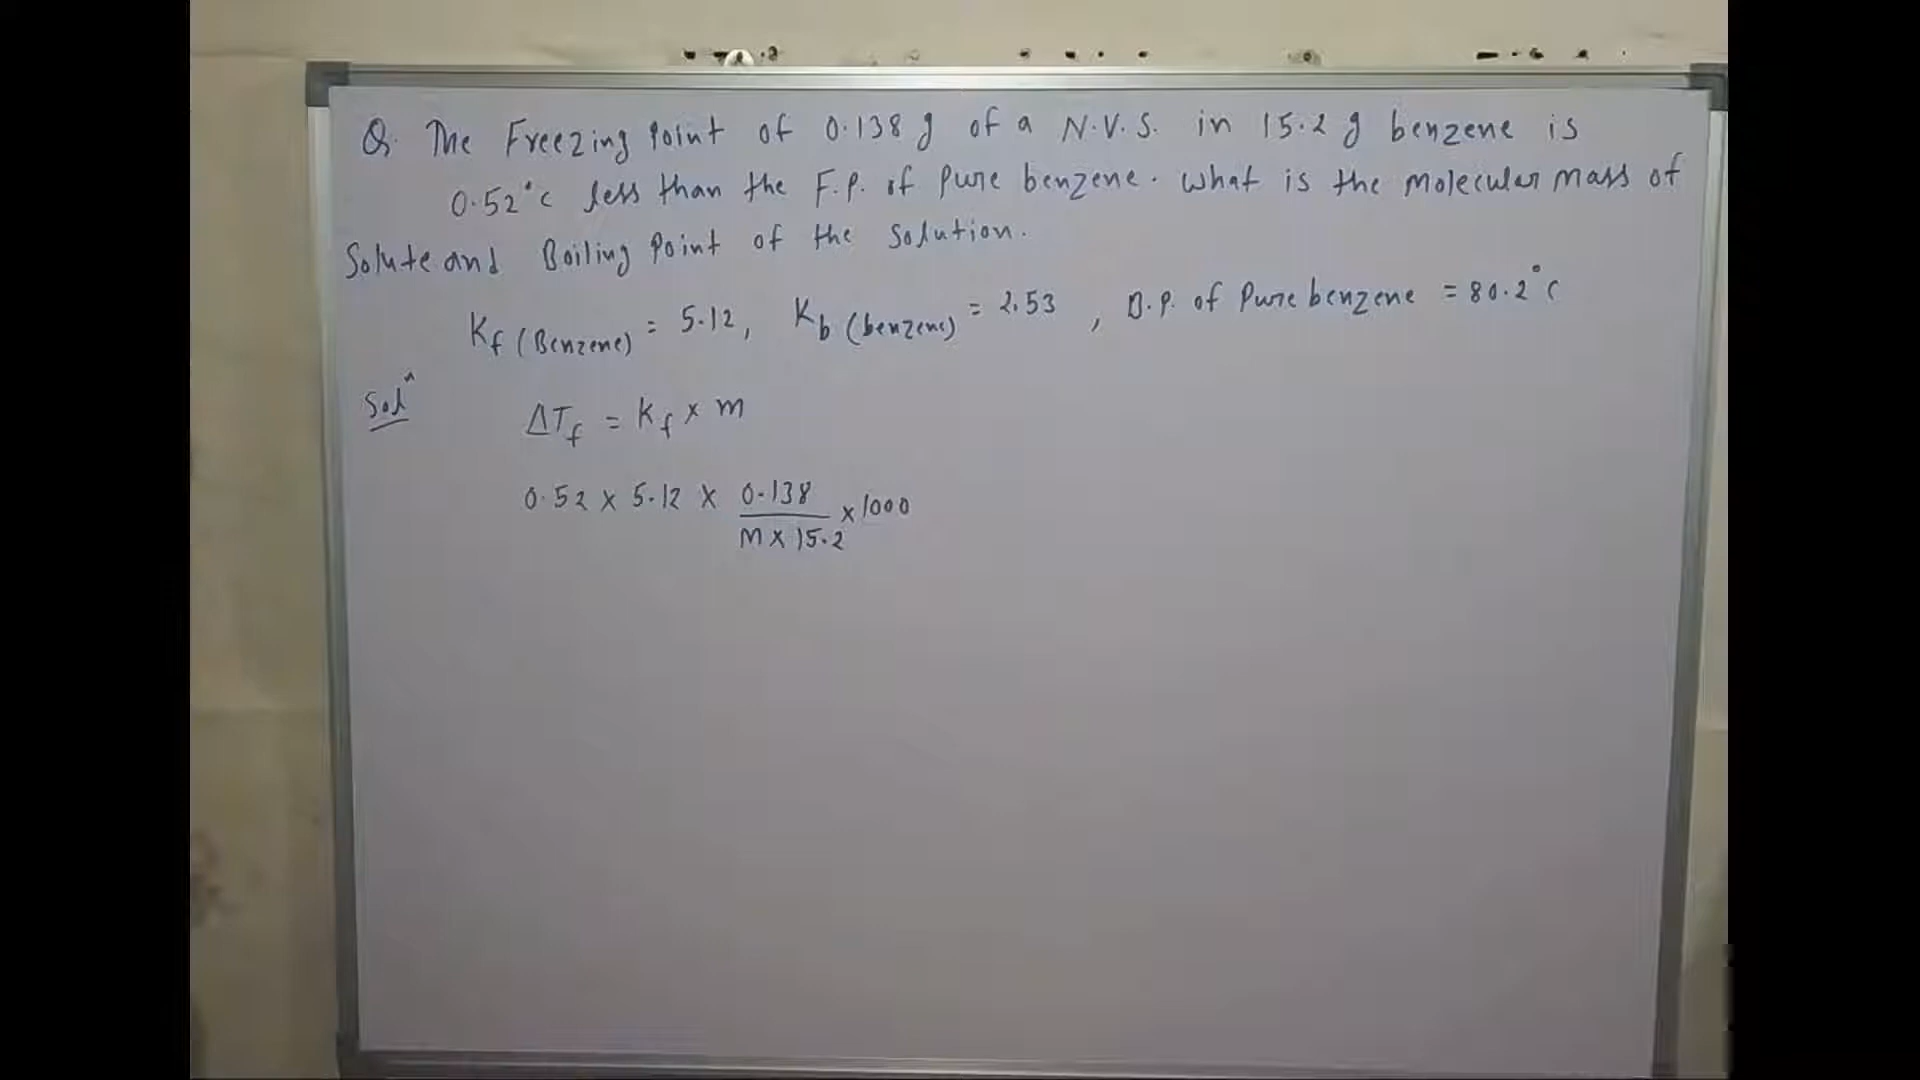 Q. The Freezing Point of 0.138 g of a N.V.S. in 15.2 g benzene is
0.52°C less than the F.P. of Pure benzene. What is the Molecular mass of
Solute and Boiling Point of the Solution.
Kf (Benzene) = 5.12, Kb (benzene) = 2.53, B.P. of Pure benzene = 80.2°C
Solⁿ ΔTf = Kf × m
0.52 × 5.12 × 0.138 / M × 15.2 × 1000